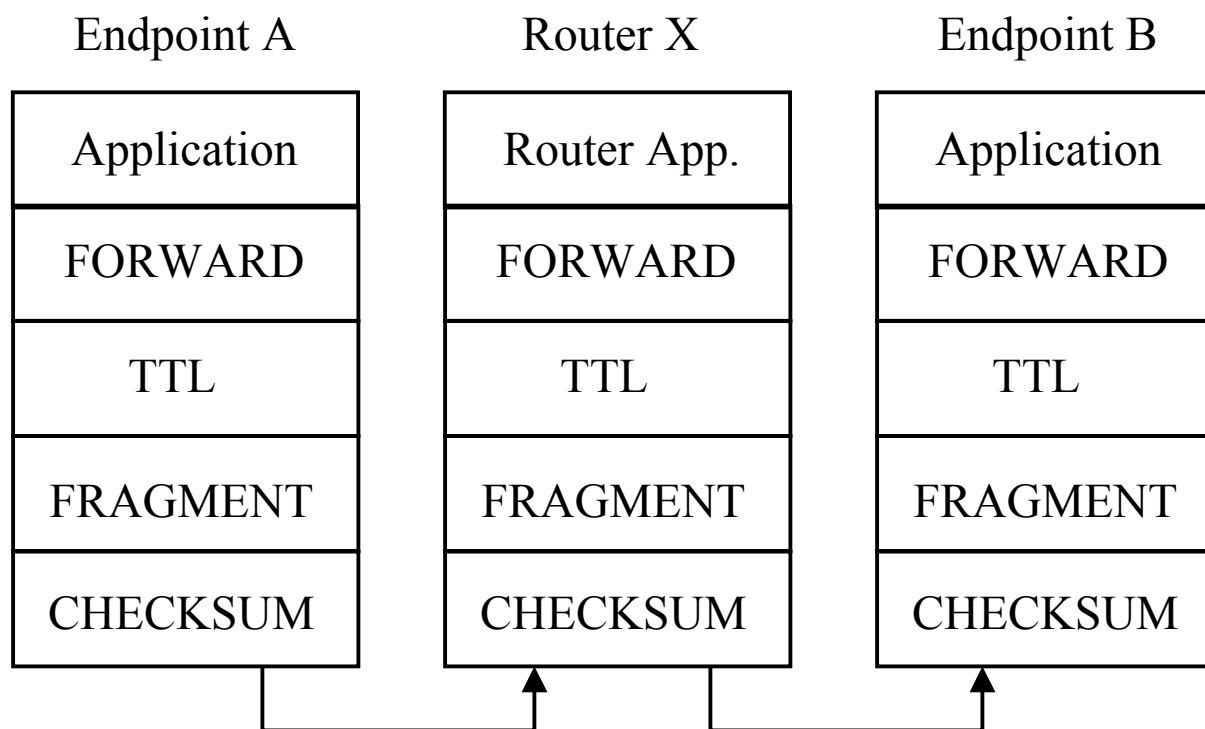 Endpoint A
Router X
Endpoint B
Application
Router App.
Application
FORWARD
FORWARD
FORWARD
TTL
TTL
TTL
FRAGMENT
FRAGMENT
FRAGMENT
CHECKSUM
CHECKSUM
CHECKSUM